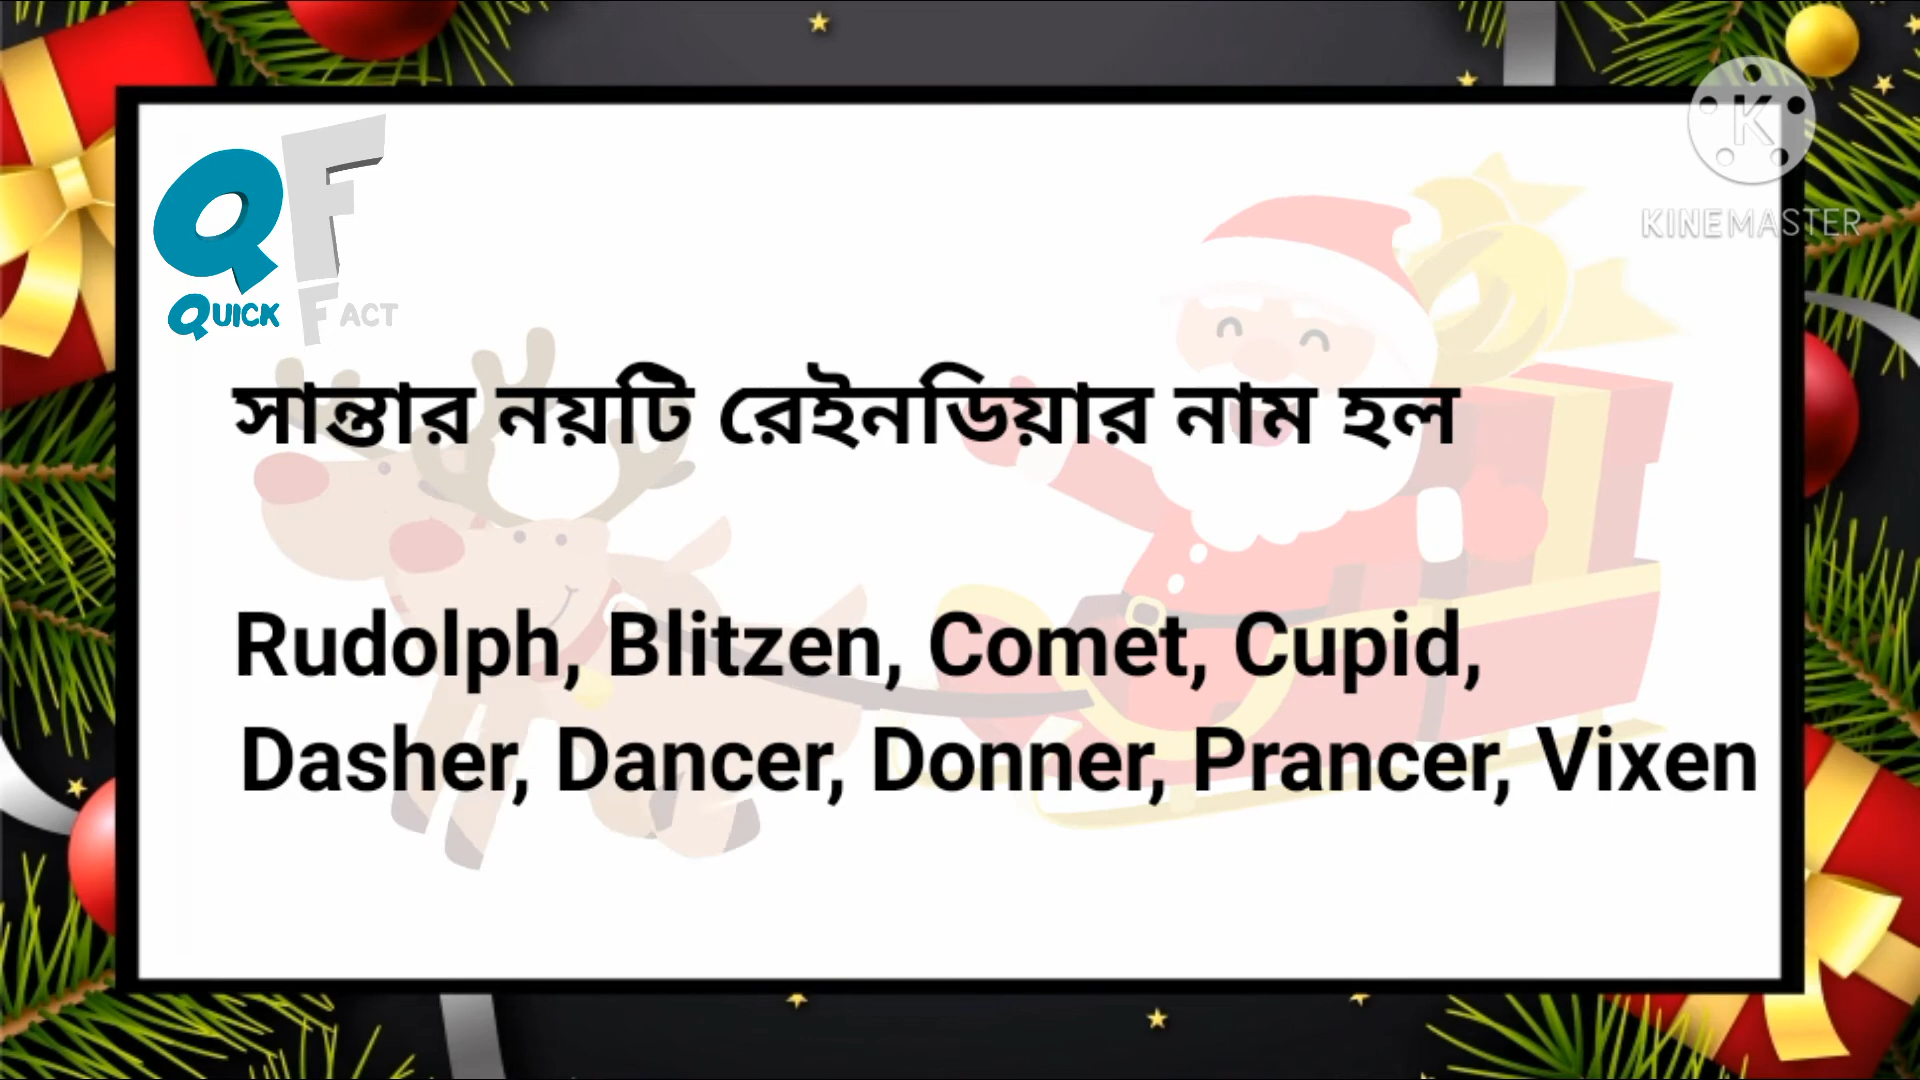 QF
QUICK FACT
KINEMASTER
সান্তার নয়টি রেইনডিয়ার নাম হল
Rudolph, Blitzen, Comet, Cupid,
Dasher, Dancer, Donner, Prancer, Vixen